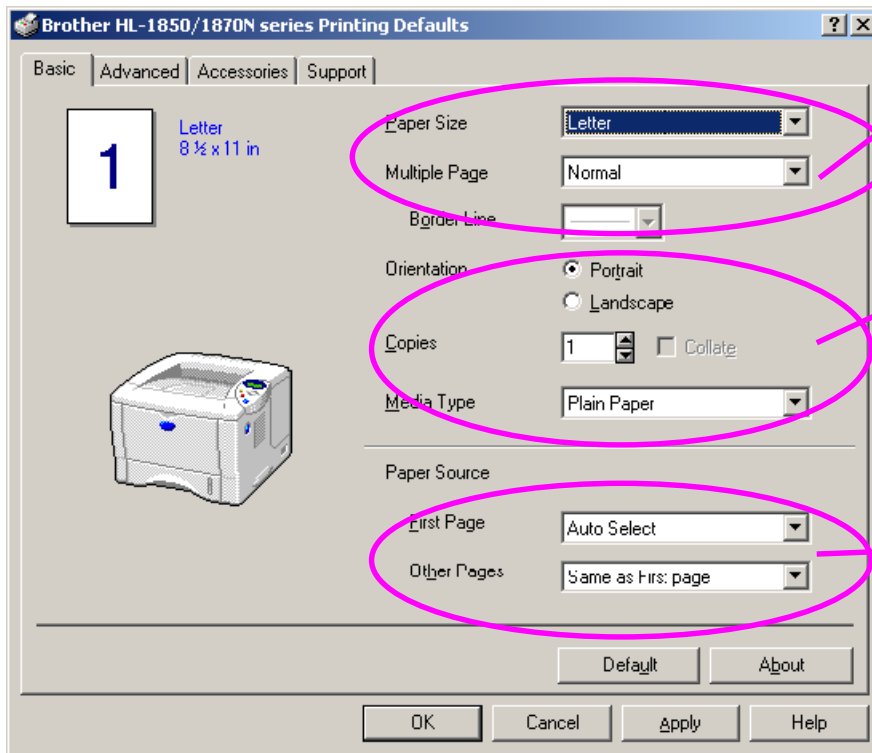 Brother HL-1850/1870N series Printing Defaults
Basic Advanced Accessories Support
1
Letter
8 ½ x 11 in
Paper Size Letter
Multiple Page Normal
Border Line
Orientation Portrait
Landscape
Copies 1 Collate
Media Type Plain Paper
Paper Source
First Page Auto Select
Other Pages Same as First page
Default About
OK Cancel Apply Help